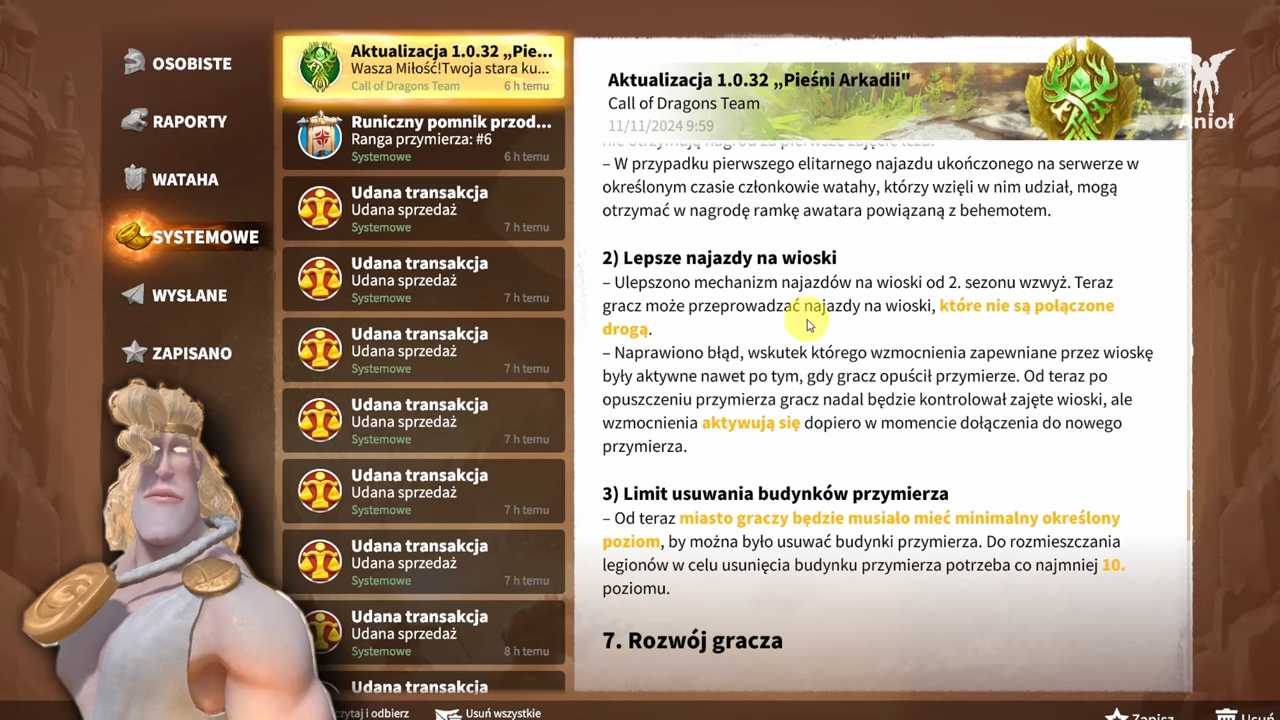 OSOBISTE
RAPORTY
WATAHA
SYSTEMOWE
WYSŁANE
ZAPISANO
Aktualizacja 1.0.32 „Pie...
Wasza Miłość!Twoja stara ku...
Call of Dragons Team 6 h temu
Runiczny pomnik przod...
Ranga przymierza: #6
Systemowe 6 h temu
Udana transakcja
Udana sprzedaż
Systemowe 7 h temu
Udana transakcja
Udana sprzedaż
Systemowe 7 h temu
Udana transakcja
Udana sprzedaż
Systemowe 7 h temu
Udana transakcja
Udana sprzedaż
Systemowe 7 h temu
Udana transakcja
Udana sprzedaż
Systemowe 7 h temu
Udana transakcja
Udana sprzedaż
Systemowe 7 h temu
Udana transakcja
Udana sprzedaż
Systemowe 8 h temu
Udana transakcja
czytaj i odbierz
Usuń wszystkie
Aktualizacja 1.0.32 „Pieśni Arkadii"
Call of Dragons Team
11/11/2024 9:59
Anioł
nie otrzymają nagród za pierwsze zajęcie leża.
– W przypadku pierwszego elitarnego najazdu ukończonego na serwerze w
określonym czasie członkowie watahy, którzy wzięli w nim udział, mogą
otrzymać w nagrodę ramkę awatara powiązaną z behemotem.
2) Lepsze najazdy na wioski
– Ulepszono mechanizm najazdów na wioski od 2. sezonu wzwyż. Teraz
gracz może przeprowadzać najazdy na wioski, które nie są połączone
drogą.
– Naprawiono błąd, wskutek którego wzmocnienia zapewniane przez wioskę
były aktywne nawet po tym, gdy gracz opuścił przymierze. Od teraz po
opuszczeniu przymierza gracz nadal będzie kontrolował zajęte wioski, ale
wzmocnienia aktywują się dopiero w momencie dołączenia do nowego
przymierza.
3) Limit usuwania budynków przymierza
– Od teraz miasto graczy będzie musiało mieć minimalny określony
poziom, by można było usuwać budynki przymierza. Do rozmieszczania
legionów w celu usunięcia budynku przymierza potrzeba co najmniej 10.
poziomu.
7. Rozwój gracza
Zapisz
Usuń